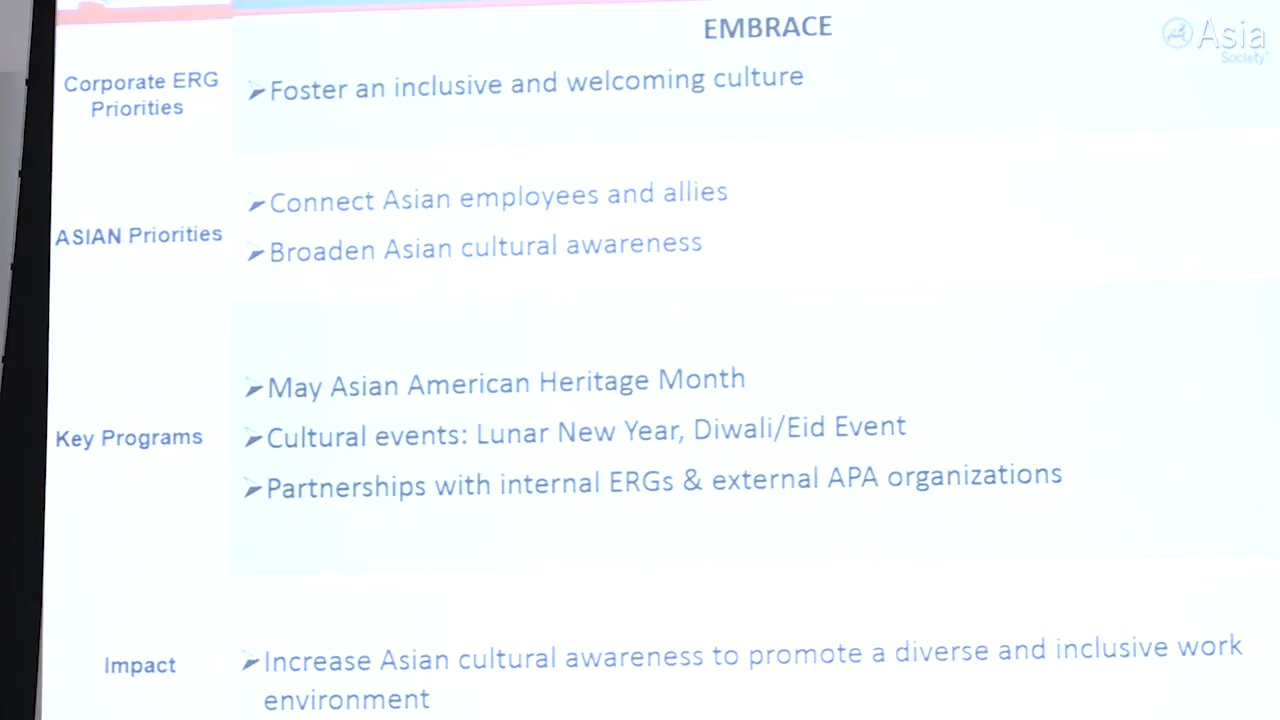 EMBRACE
Asia
Society
Corporate ERG
Priorities
➢Foster an inclusive and welcoming culture
ASIAN Priorities
➢Connect Asian employees and allies
➢Broaden Asian cultural awareness
Key Programs
➢May Asian American Heritage Month
➢Cultural events: Lunar New Year, Diwali/Eid Event
➢Partnerships with internal ERGs & external APA organizations
Impact
➢Increase Asian cultural awareness to promote a diverse and inclusive work
environment